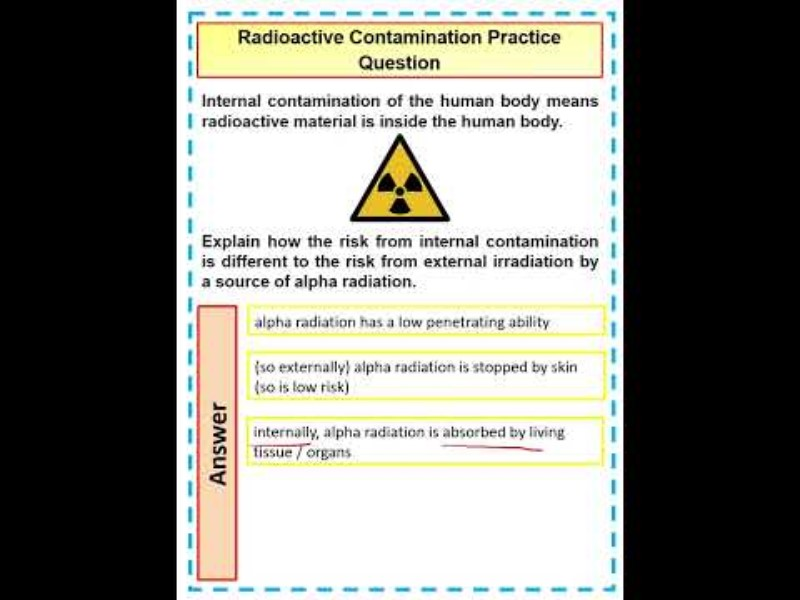 Radioactive Contamination Practice
Question
Internal contamination of the human body means
radioactive material is inside the human body.
Explain how the risk from internal contamination
is different to the risk from external irradiation by
a source of alpha radiation.
Answer
alpha radiation has a low penetrating ability
(so externally) alpha radiation is stopped by skin
(so is low risk)
internally, alpha radiation is absorbed by living
tissue / organs